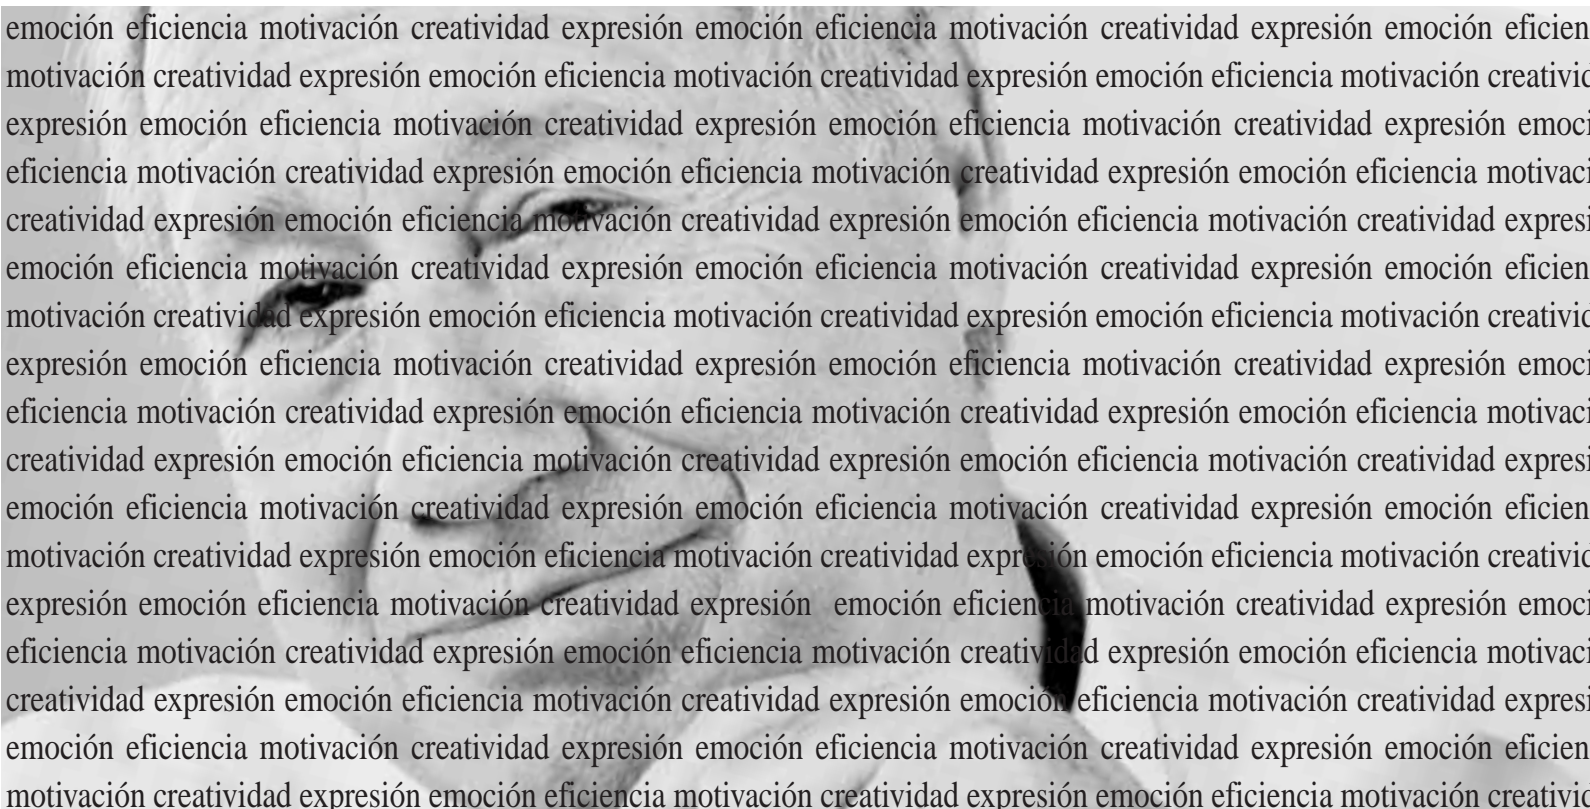 emoción eficiencia motivación creatividad expresión emoción eficiencia motivación creatividad expresión emoción eficien
motivación creatividad expresión emoción eficiencia motivación creatividad expresión emoción eficiencia motivación creativid
expresión emoción eficiencia motivación creatividad expresión emoción eficiencia motivación creatividad expresión emoci
eficiencia motivación creatividad expresión emoción eficiencia motivación creatividad expresión emoción eficiencia motivaci
creatividad expresión emoción eficiencia motivación creatividad expresión emoción eficiencia motivación creatividad expresi
emoción eficiencia motivación creatividad expresión emoción eficiencia motivación creatividad expresión emoción eficien
motivación creatividad expresión emoción eficiencia motivación creatividad expresión emoción eficiencia motivación creativid
expresión emoción eficiencia motivación creatividad expresión emoción eficiencia motivación creatividad expresión emoci
eficiencia motivación creatividad expresión emoción eficiencia motivación creatividad expresión emoción eficiencia motivaci
creatividad expresión emoción eficiencia motivación creatividad expresión emoción eficiencia motivación creatividad expresi
emoción eficiencia motivación creatividad expresión emoción eficiencia motivación creatividad expresión emoción eficien
motivación creatividad expresión emoción eficiencia motivación creatividad expresión emoción eficiencia motivación creativid
expresión emoción eficiencia motivación creatividad expresión emoción eficiencia motivación creatividad expresión emoci
eficiencia motivación creatividad expresión emoción eficiencia motivación creatividad expresión emoción eficiencia motivaci
creatividad expresión emoción eficiencia motivación creatividad expresión emoción eficiencia motivación creatividad expresi
emoción eficiencia motivación creatividad expresión emoción eficiencia motivación creatividad expresión emoción eficien
motivación creatividad expresión emoción eficiencia motivación creatividad expresión emoción eficiencia motivación creativid